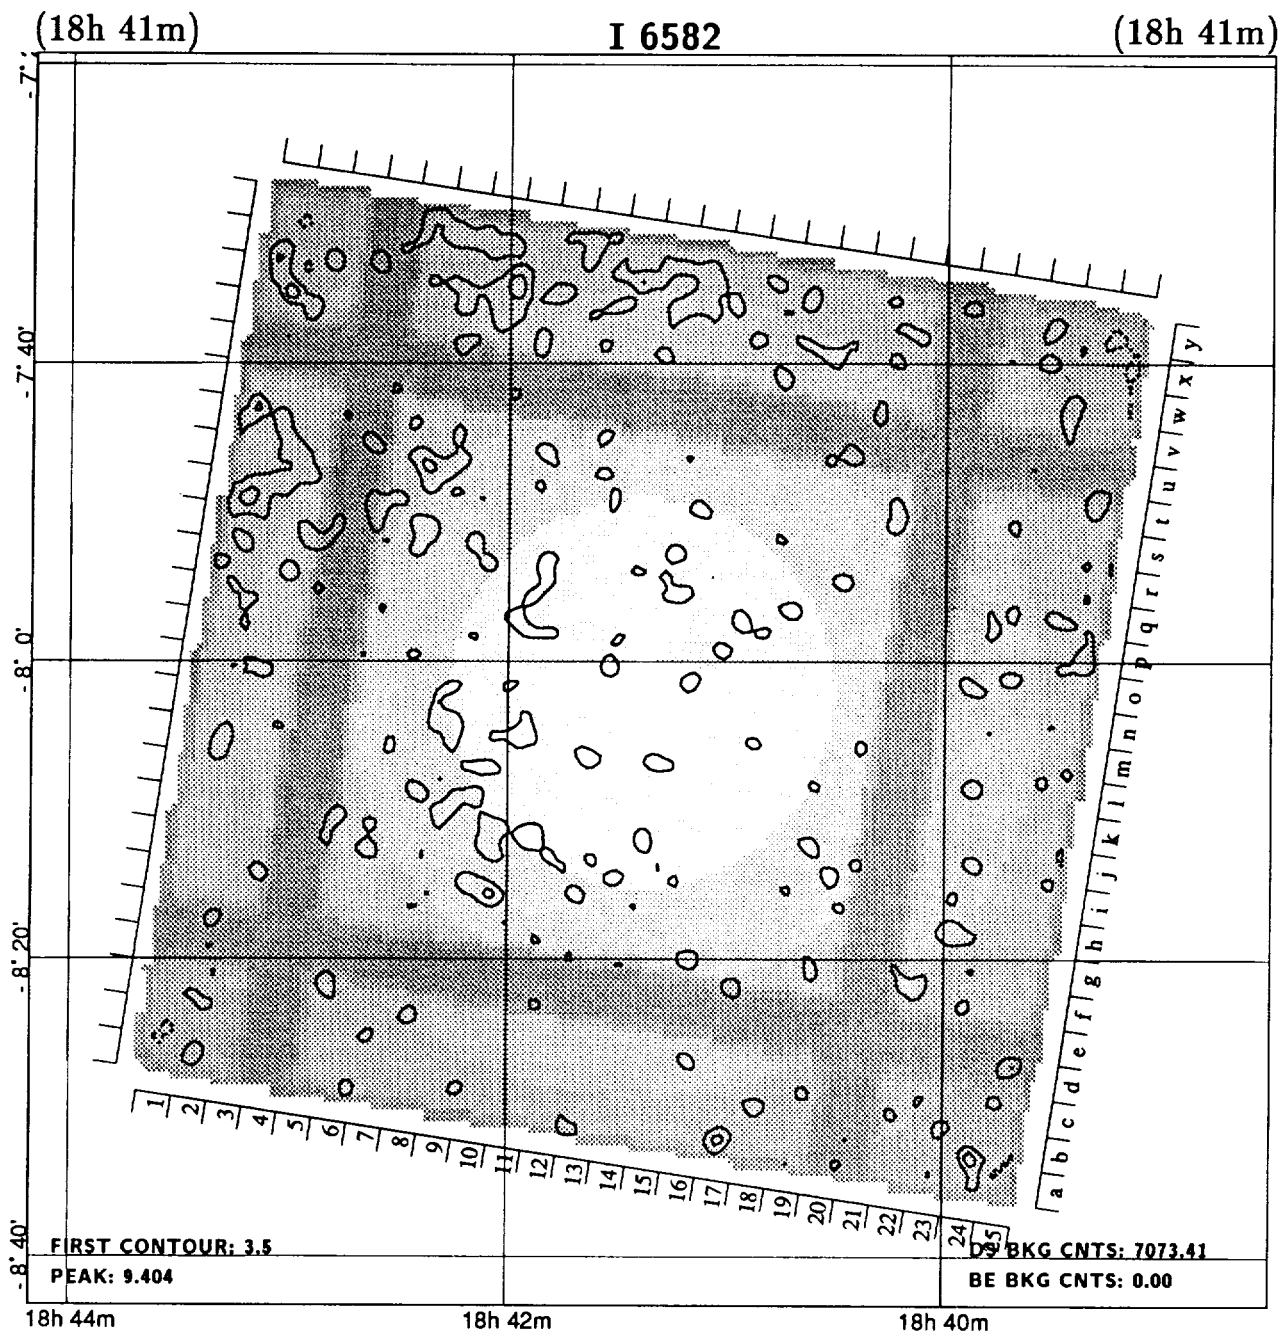 (18h 41m) I 6582 (18h 41m)
-7°
-7° 40'
-8° 0'
-8° 20'
-8° 40'
y
x
w
v
u
t
s
r
q
p
o
n
m
l
k
j
i
h
g
f
e
d
c
b
a
1 2 3 4 5 6 7 8 9 10 11 12 13 14 15 16 17 18 19 20 21 22 23 24 25
FIRST CONTOUR: 3.5
PEAK: 9.404
DS BKG CNTS: 7073.41
BE BKG CNTS: 0.00
18h 44m 18h 42m 18h 40m